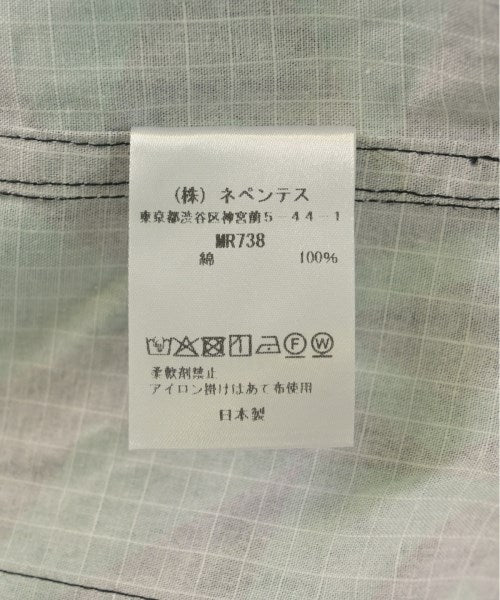 (株) ネペンテス
東京都渋谷区神宮前5-44-1
MR738
綿 100%
F W
柔軟剤禁止
アイロン掛けはあて布使用
日本製